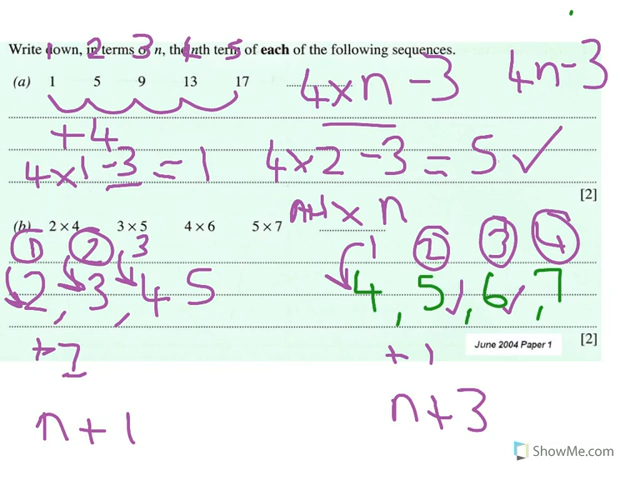 1 2 3 4 5
Write down, in terms of n, the nth term of each of the following sequences.
(a) 1 5 9 13 17 4×n-3 4n-3
+4
4×1-3=1 4×2-3=5✓
[2]
(b) 2 × 4 3 × 5 4 × 6 5 × 7 n+1 × n
1 2 3 1 2 3 4
2, 3, 4 5 4, 5✓, 6✓, 7
+1 +1 June 2004 Paper 1 [2]
n+1 n+3
ShowMe.com